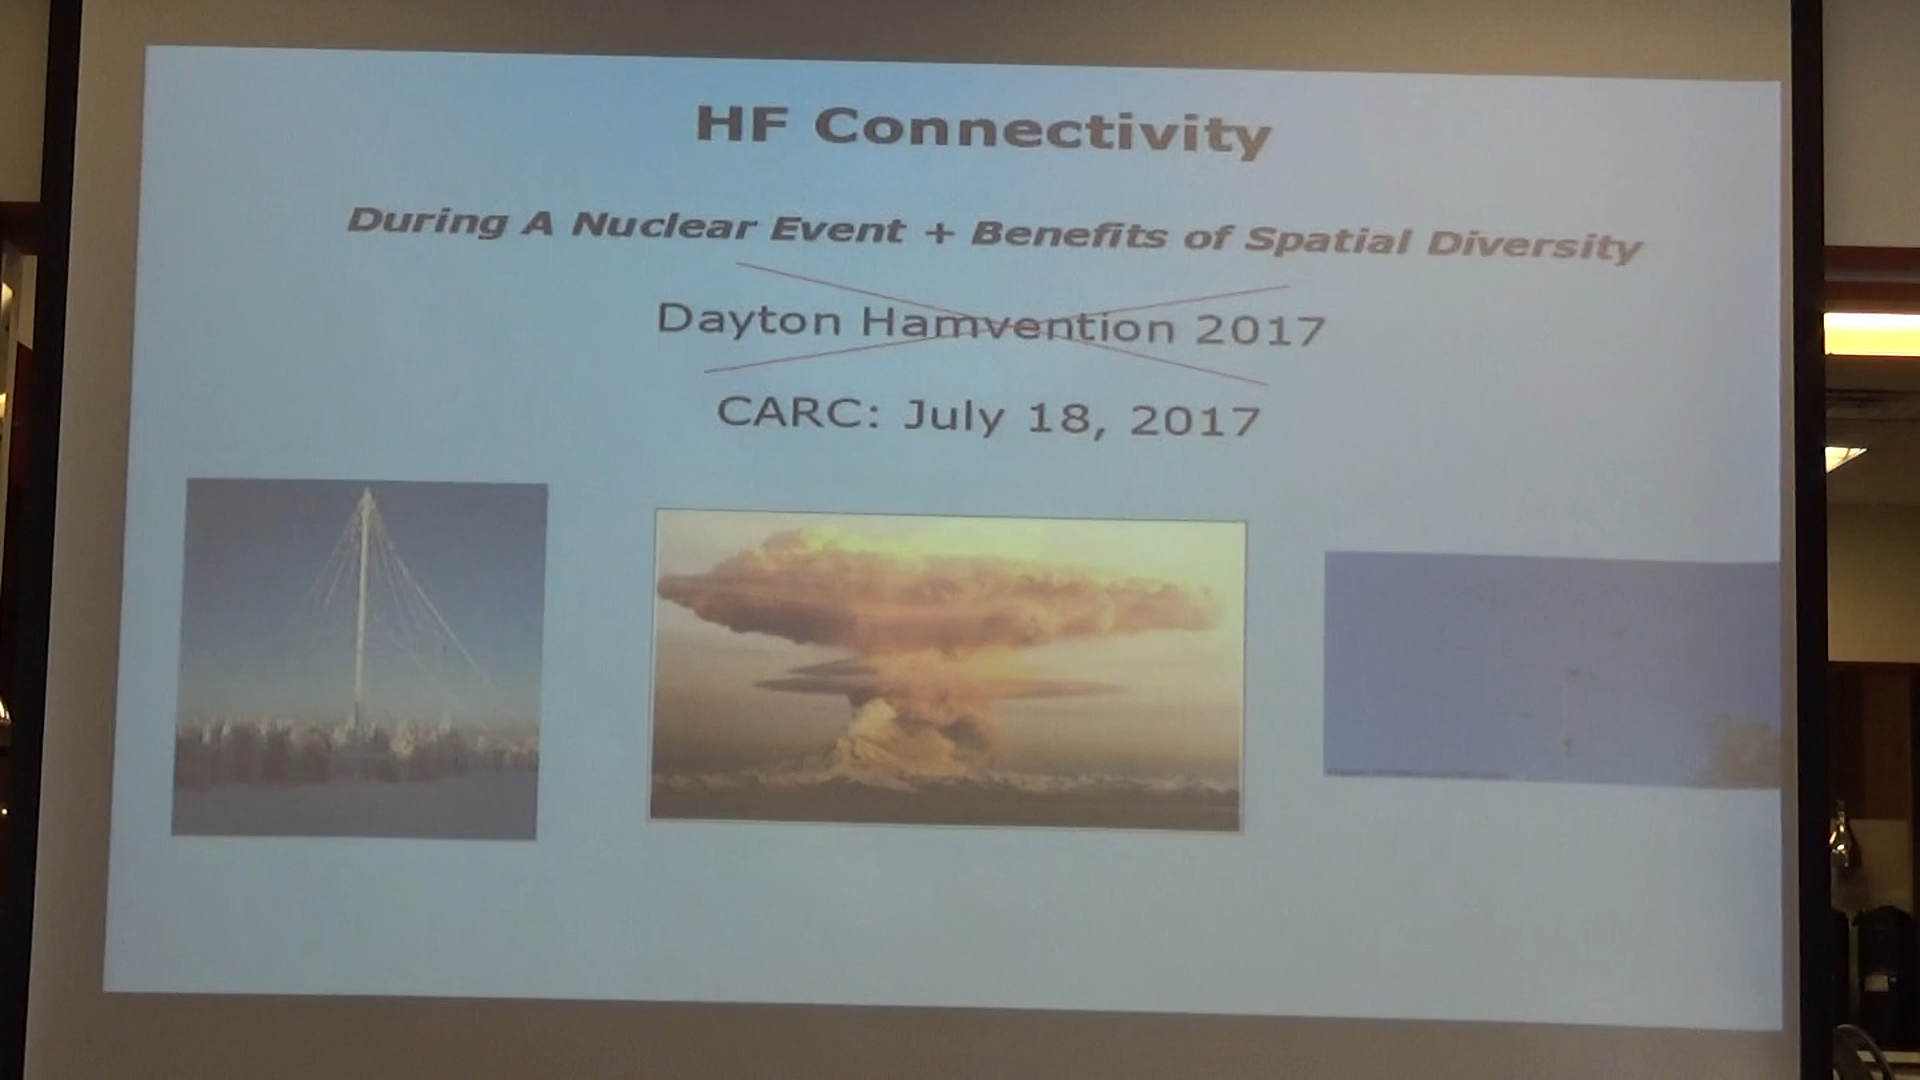 HF Connectivity
During A Nuclear Event + Benefits of Spatial Diversity
Dayton Hamvention 2017
CARC: July 18, 2017